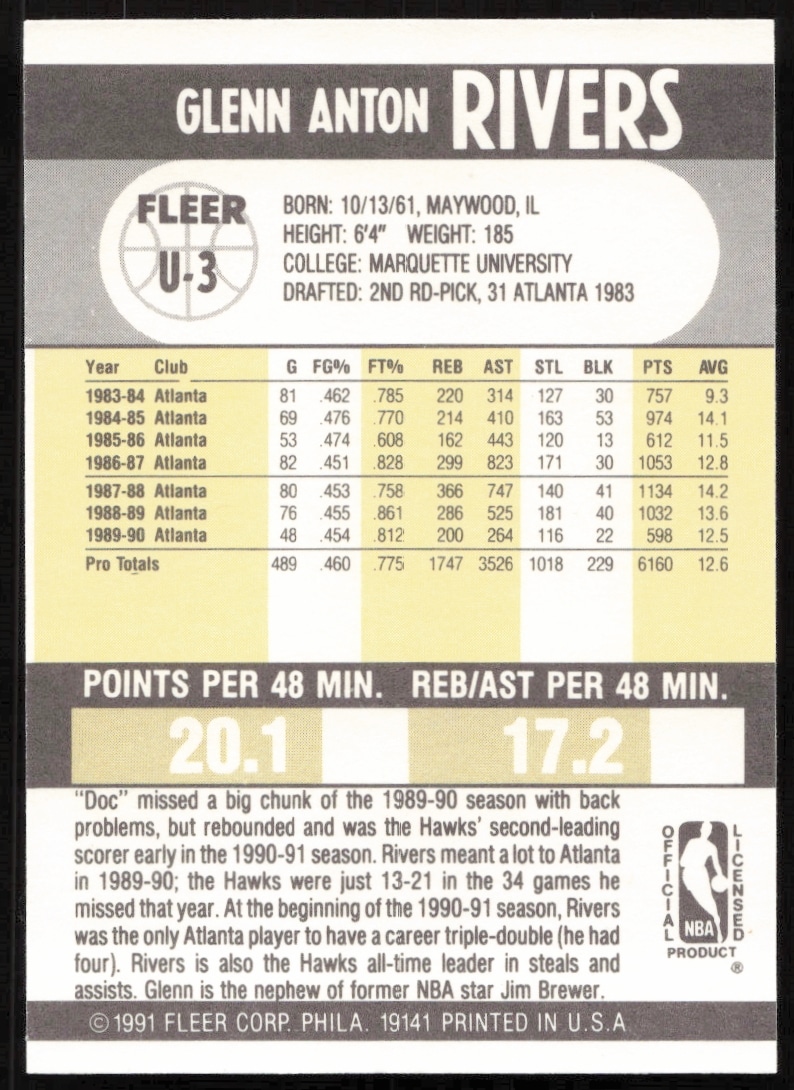 GLENN ANTON RIVERS
FLEER
U-3
BORN: 10/13/61, MAYWOOD, IL
HEIGHT: 6'4" WEIGHT: 185
COLLEGE: MARQUETTE UNIVERSITY
DRAFTED: 2ND RD-PICK, 31 ATLANTA 1983
Year Club G FG% FT% REB AST STL BLK PTS AVG
1983-84 Atlanta 81 .462 .785 220 314 127 30 757 9.3
1984-85 Atlanta 69 .476 .770 214 410 163 53 974 14.1
1985-86 Atlanta 53 .474 .608 162 443 120 13 612 11.5
1986-87 Atlanta 82 .451 .828 299 823 171 30 1053 12.8
1987-88 Atlanta 80 .453 .758 366 747 140 41 1134 14.2
1988-89 Atlanta 76 .455 .861 286 525 181 40 1032 13.6
1989-90 Atlanta 48 .454 .812 200 264 116 22 598 12.5
Pro Totals 489 .460 .775 1747 3526 1018 229 6160 12.6
POINTS PER 48 MIN. REB/AST PER 48 MIN.
20.1 17.2
"Doc" missed a big chunk of the 1989-90 season with back
problems, but rebounded and was the Hawks' second-leading
scorer early in the 1990-91 season. Rivers meant a lot to Atlanta
in 1989-90; the Hawks were just 13-21 in the 34 games he
missed that year. At the beginning of the 1990-91 season, Rivers
was the only Atlanta player to have a career triple-double (he had
four). Rivers is also the Hawks all-time leader in steals and
assists. Glenn is the nephew of former NBA star Jim Brewer.
OFFICIAL
LICENSED
NBA
PRODUCT
®
© 1991 FLEER CORP. PHILA. 19141 PRINTED IN U.S.A